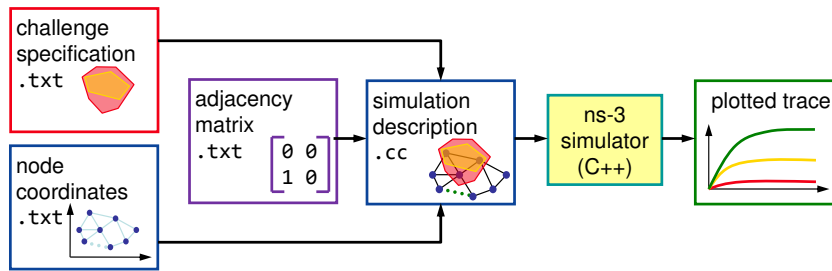 challenge
specification
.txt
node
coordinates
.txt
adjacency
matrix
.txt
0 0
1 0
simulation
description
.cc
ns-3
simulator
(C++)
plotted trace